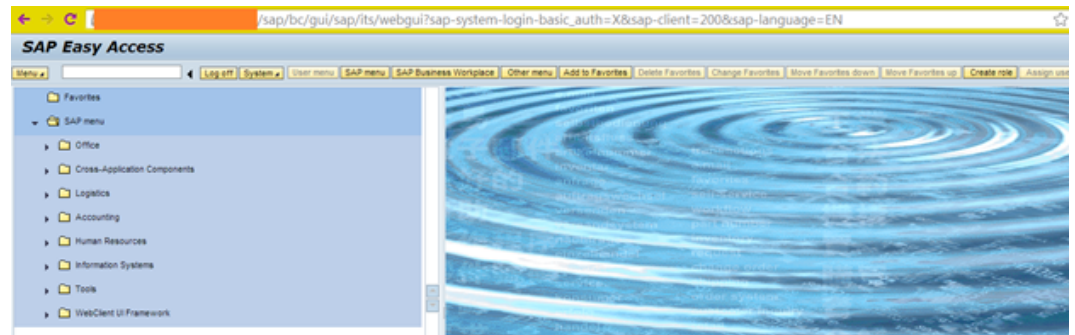 /sap/bc/gui/sap/its/webgui?sap-system-login-basic_auth=X&sap-client=200&sap-language=EN
SAP Easy Access
Menu Log off System User menu SAP menu SAP Business Workplace Other menu Add to Favorites Delete Favorites Change Favorites Move Favorites down Move Favorites up Create role Assign use
Favorites
SAP menu
Office
Cross-Application Components
Logistics
Accounting
Human Resources
Information Systems
Tools
WebClient UI Framework